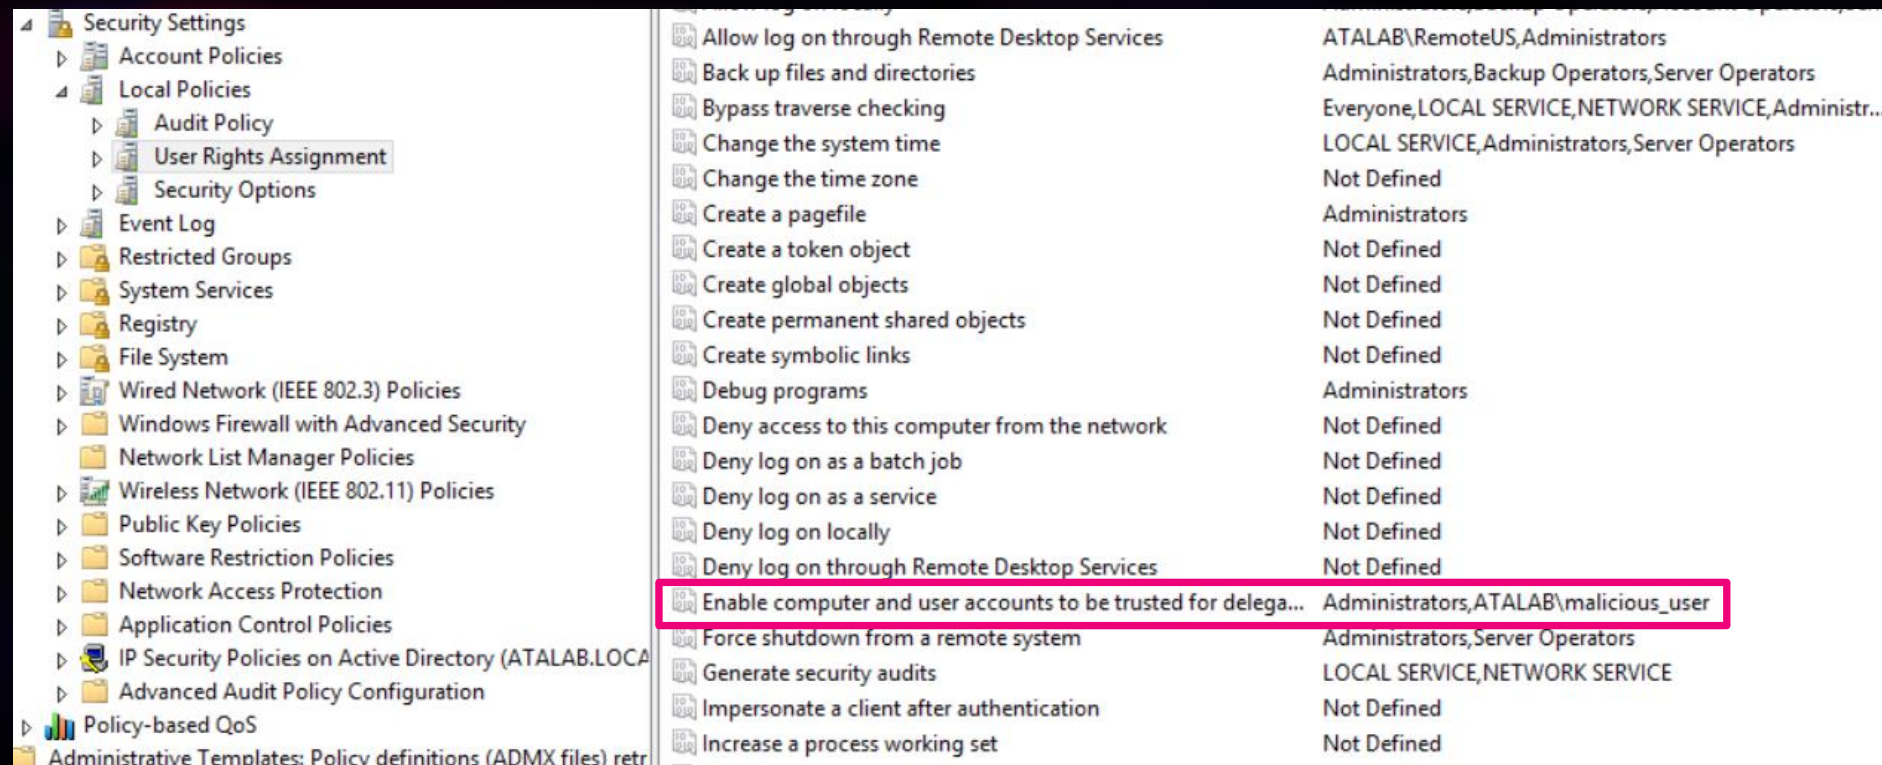 Security Settings
Account Policies
Local Policies
Audit Policy
User Rights Assignment
Security Options
Event Log
Restricted Groups
System Services
Registry
File System
Wired Network (IEEE 802.3) Policies
Windows Firewall with Advanced Security
Network List Manager Policies
Wireless Network (IEEE 802.11) Policies
Public Key Policies
Software Restriction Policies
Network Access Protection
Application Control Policies
IP Security Policies on Active Directory (ATALAB.LOCA
Advanced Audit Policy Configuration
Policy-based QoS
Administrative Templates: Policy definitions (ADMX files) retr
Allow log on through Remote Desktop Services ATALAB\RemoteUS,Administrators
Back up files and directories Administrators,Backup Operators,Server Operators
Bypass traverse checking Everyone,LOCAL SERVICE,NETWORK SERVICE,Administr...
Change the system time LOCAL SERVICE,Administrators,Server Operators
Change the time zone Not Defined
Create a pagefile Administrators
Create a token object Not Defined
Create global objects Not Defined
Create permanent shared objects Not Defined
Create symbolic links Not Defined
Debug programs Administrators
Deny access to this computer from the network Not Defined
Deny log on as a batch job Not Defined
Deny log on as a service Not Defined
Deny log on locally Not Defined
Deny log on through Remote Desktop Services Not Defined
Enable computer and user accounts to be trusted for delega... Administrators,ATALAB\malicious_user
Force shutdown from a remote system Administrators,Server Operators
Generate security audits LOCAL SERVICE,NETWORK SERVICE
Impersonate a client after authentication Not Defined
Increase a process working set Not Defined